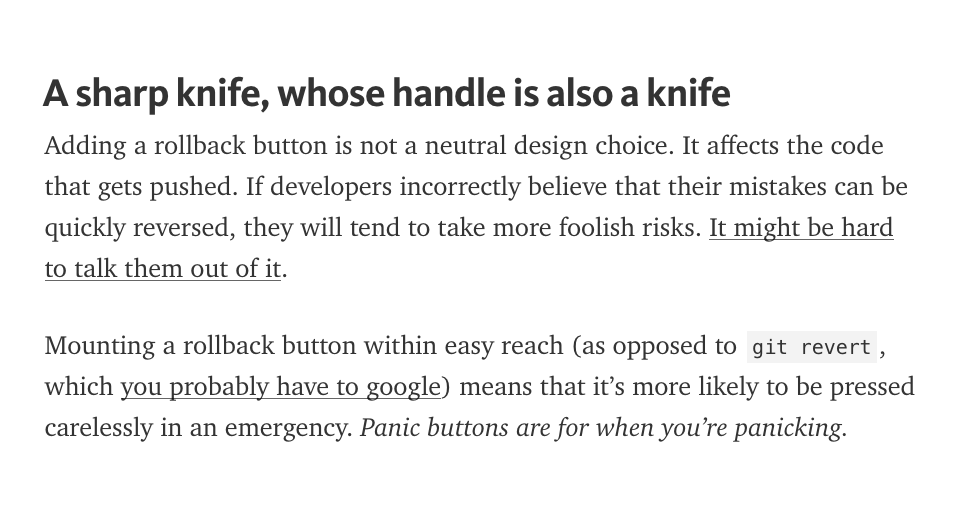 A sharp knife, whose handle is also a knife
Adding a rollback button is not a neutral design choice. It affects the code
that gets pushed. If developers incorrectly believe that their mistakes can be
quickly reversed, they will tend to take more foolish risks. It might be hard
to talk them out of it.
Mounting a rollback button within easy reach (as opposed to git revert,
which you probably have to google) means that it’s more likely to be pressed
carelessly in an emergency. Panic buttons are for when you’re panicking.